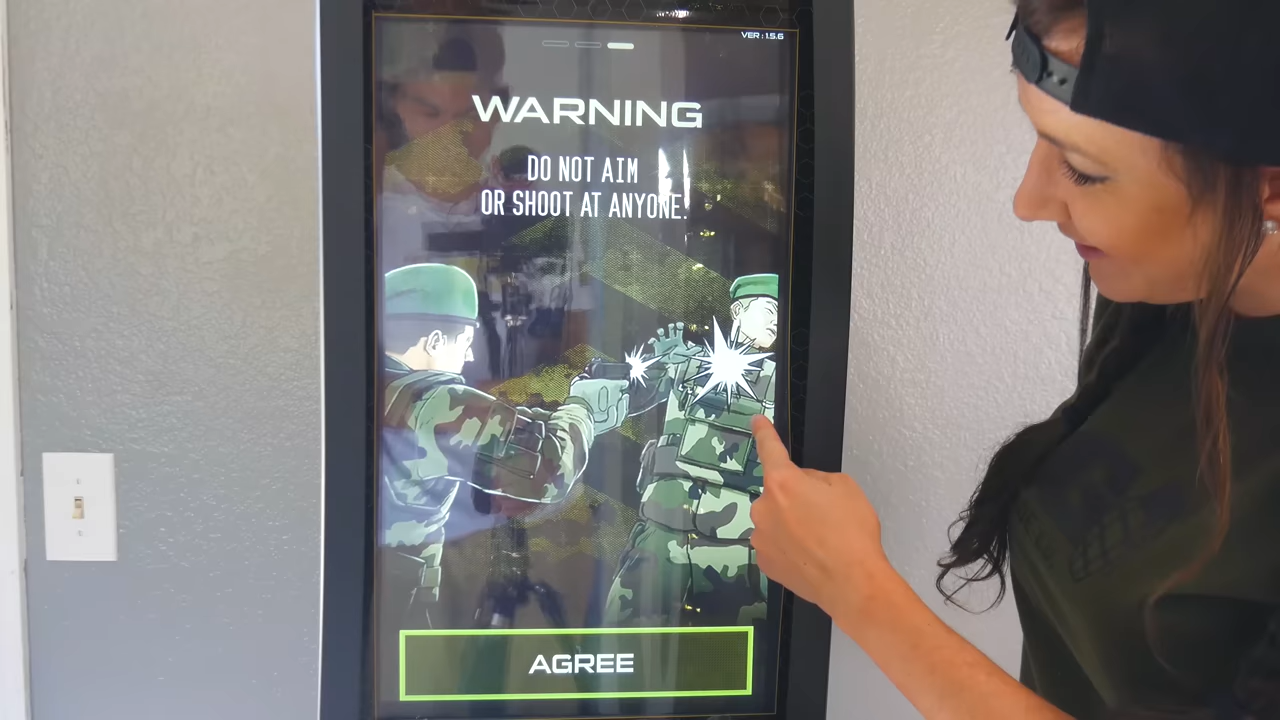 VER : 1.5.6
WARNING
DO NOT AIM
OR SHOOT AT ANYONE.
AGREE